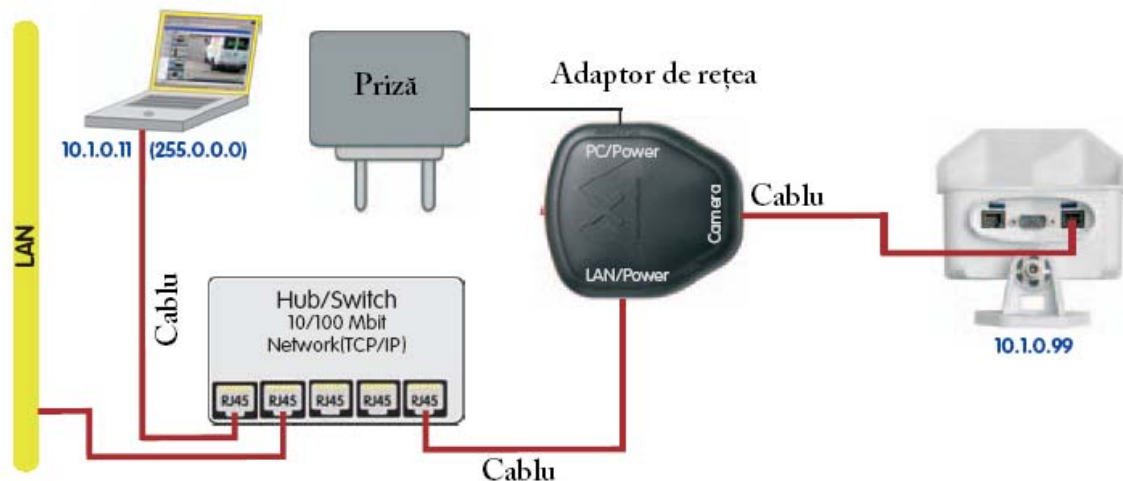 Priză
Adaptor de rețea
10.1.0.11 (255.0.0.0)
PC/Power
Camera
LAN/Power
Cablu
LAN
Cablu
Hub/Switch
10/100 Mbit
Network(TCP/IP)
RJ45 RJ45 RJ45 RJ45 RJ45
10.1.0.99
Cablu